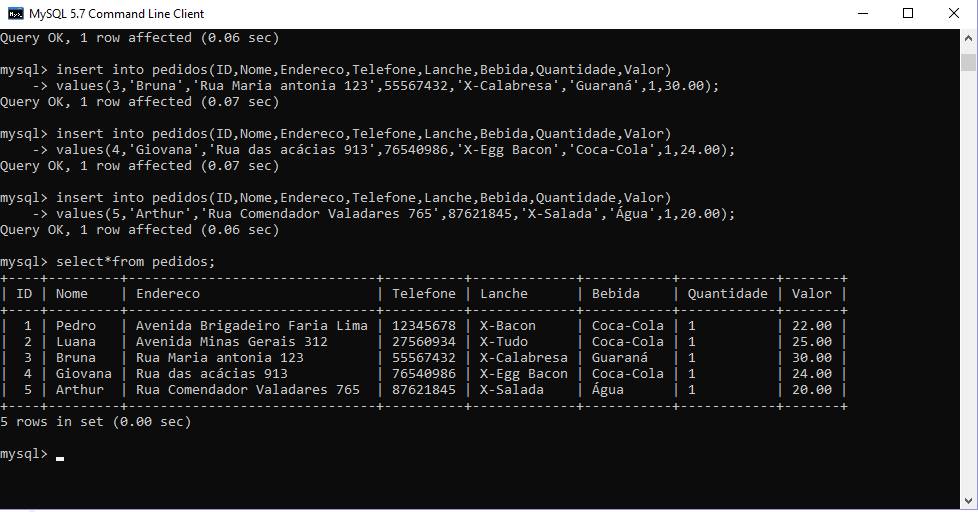 MySQL 5.7 Command Line Client
Query OK, 1 row affected (0.06 sec)
mysql> insert into pedidos(ID,Nome,Endereco,Telefone,Lanche,Bebida,Quantidade,Valor)
    -> values(3,'Bruna','Rua Maria antonia 123',55567432,'X-Calabresa','Guaraná',1,30.00);
Query OK, 1 row affected (0.07 sec)
mysql> insert into pedidos(ID,Nome,Endereco,Telefone,Lanche,Bebida,Quantidade,Valor)
    -> values(4,'Giovana','Rua das acácias 913',76540986,'X-Egg Bacon','Coca-Cola',1,24.00);
Query OK, 1 row affected (0.07 sec)
mysql> insert into pedidos(ID,Nome,Endereco,Telefone,Lanche,Bebida,Quantidade,Valor)
    -> values(5,'Arthur','Rua Comendador Valadares 765',87621845,'X-Salada','Água',1,20.00);
Query OK, 1 row affected (0.06 sec)
mysql> select*from pedidos;
+----+---------+-------------------------------+----------+-------------+-----------+------------+-------+
| ID | Nome    | Endereco                      | Telefone | Lanche      | Bebida    | Quantidade | Valor |
+----+---------+-------------------------------+----------+-------------+-----------+------------+-------+
|  1 | Pedro   | Avenida Brigadeiro Faria Lima | 12345678 | X-Bacon     | Coca-Cola | 1          | 22.00 |
|  2 | Luana   | Avenida Minas Gerais 312      | 27560934 | X-Tudo      | Coca-Cola | 1          | 25.00 |
|  3 | Bruna   | Rua Maria antonia 123         | 55567432 | X-Calabresa | Guaraná   | 1          | 30.00 |
|  4 | Giovana | Rua das acácias 913           | 76540986 | X-Egg Bacon | Coca-Cola | 1          | 24.00 |
|  5 | Arthur  | Rua Comendador Valadares 765  | 87621845 | X-Salada    | Água      | 1          | 20.00 |
+----+---------+-------------------------------+----------+-------------+-----------+------------+-------+
5 rows in set (0.00 sec)
mysql> _